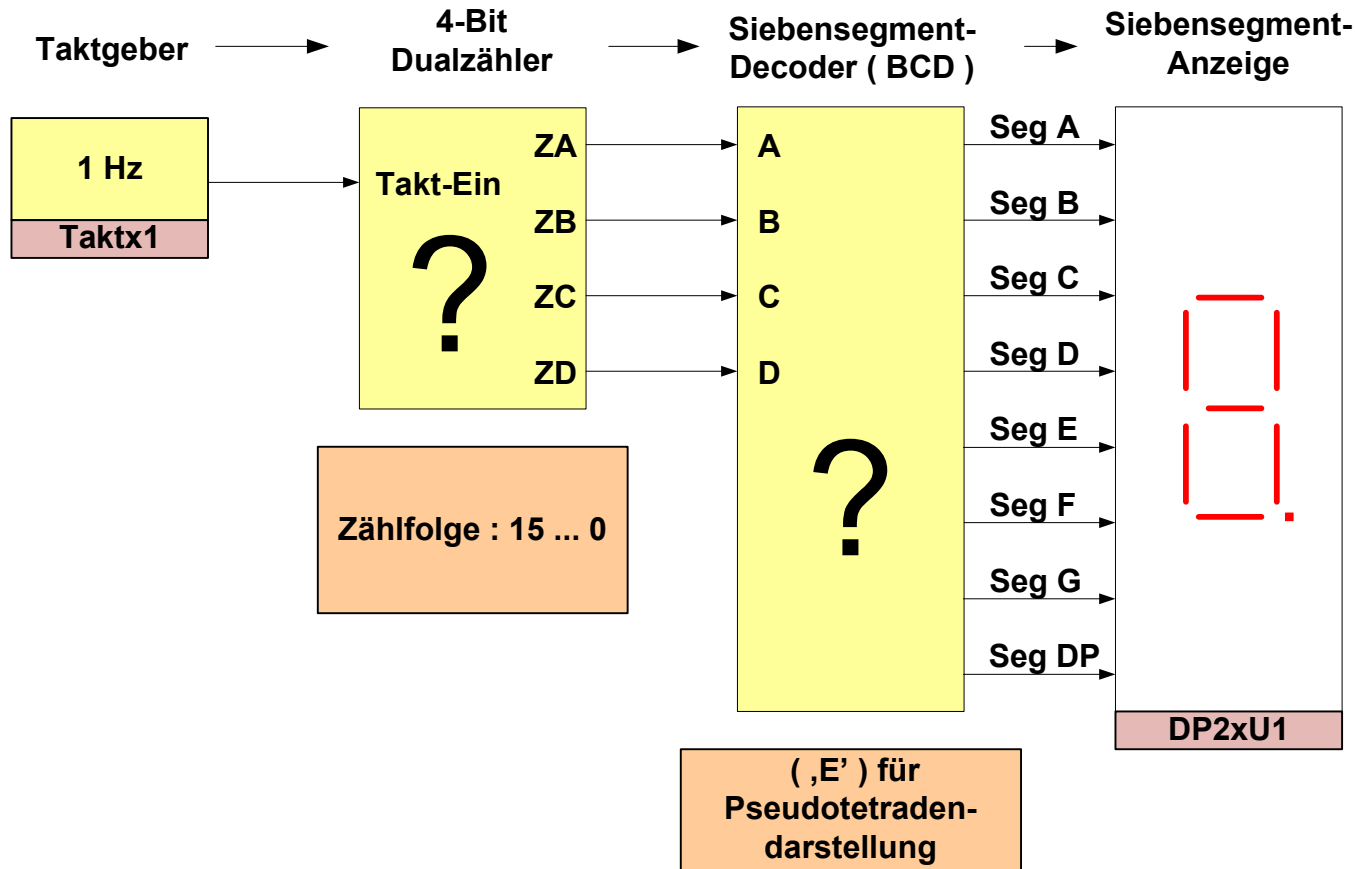 Taktgeber
4-Bit
Dualzähler
Siebensegment-
Decoder ( BCD )
Siebensegment-
Anzeige
1 Hz
Taktx1
Takt-Ein
?
ZA
ZB
ZC
ZD
Zählfolge : 15 ... 0
A
B
C
D
?
( ‚E’ ) für
Pseudotetraden-
darstellung
Seg A
Seg B
Seg C
Seg D
Seg E
Seg F
Seg G
Seg DP
DP2xU1